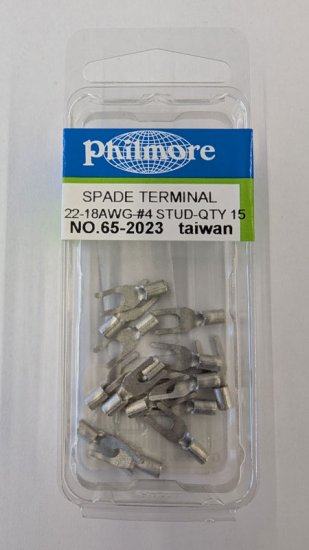 Philmore
SPADE TERMINAL
22-18AWG-#4 STUD-QTY 15
NO.65-2023 taiwan